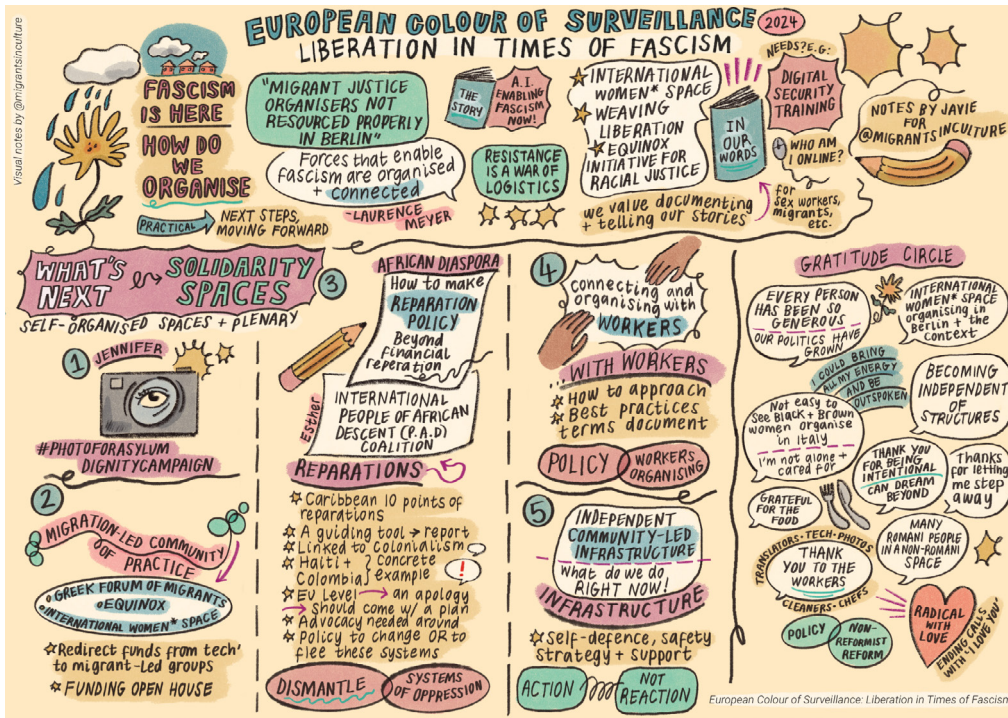 EUROPEAN COLOUR OF SURVEILLANCE
2024
LIBERATION IN TIMES OF FASCISM
Visual notes by @migrantsinculture
FASCISM
IS HERE
HOW DO
WE
ORGANISE
PRACTICAL
NEXT STEPS,
MOVING FORWARD
"MIGRANT JUSTICE
ORGANISERS NOT
RESOURCED PROPERLY
IN BERLIN"
Forces that enable
fascism are organised
+ connected
-LAURENCE
MEYER
THE
STORY
A.I.
ENABLING
FASCISM
NOW!
RESISTANCE
IS A WAR OF
LOGISTICS
INTERNATIONAL
WOMEN* SPACE
WEAVING
LIBERATION
EQUINOX
INITIATIVE FOR
RACIAL JUSTICE
we value documenting
+ telling our stories
IN
OUR
WORDS
NEEDS? E.G:
DIGITAL
SECURITY
TRAINING
WHO AM
I ONLINE?
for
sex workers,
migrants,
etc.
NOTES BY JAVIE
FOR
@MIGRANTSINCULTURE
WHAT'S
NEXT
SOLIDARITY
SPACES
SELF-ORGANISED SPACES + PLENARY
1
JENNIFER
#PHOTOFORASYLUM
DIGNITYCAMPAIGN
2
MIGRATION-LED COMMUNITY
OF
PRACTICE
GREEK FORUM OF MIGRANTS
EQUINOX
INTERNATIONAL WOMEN* SPACE
Redirect funds from tech'
to migrant-led groups
FUNDING OPEN HOUSE
3
AFRICAN DIASPORA
How to make
REPARATION
POLICY
Beyond
financial
reperation
Esther
INTERNATIONAL
PEOPLE OF AFRICAN
DESCENT (P.A.D)
COALITION
REPARATIONS
Caribbean 10 points of
reparations
A guiding tool → report
Linked to colonialism
Haiti + Colombia } Concrete example
!
EU Level → an apology
→ should come w/ a plan
Advocacy needed around
Policy to change OR to
flee these systems
DISMANTLE
SYSTEMS OF
OPPRESSION
4
connecting and
organising with
WORKERS
...WITH WORKERS
How to approach
Best practices
terms document
POLICY
WORKERS
ORGANISING
5
INDEPENDENT
COMMUNITY-LED
INFRASTRUCTURE
What do we do
RIGHT NOW!
INFRASTRUCTURE
Self-defence, safety
strategy + support
ACTION
NOT
REACTION
GRATITUDE CIRCLE
EVERY PERSON
HAS BEEN SO
GENEROUS
OUR POLITICS HAVE
GROWN
INTERNATIONAL
WOMEN* SPACE
organising in
Berlin + the
context
I COULD BRING
ALL MY ENERGY
AND BE
OUTSPOKEN
BECOMING
INDEPENDENT
OF
STRUCTURES
Not easy to
see Black + Brown
women organise
in Italy
I'm not alone +
cared for
THANK YOU
FOR BEING
INTENTIONAL
CAN DREAM
BEYOND
Thanks
for letting
me step
away
GRATEFUL
FOR THE
FOOD
MANY
ROMANI PEOPLE
IN A NON-ROMANI
SPACE
TRANSLATORS-TECH-PHOTOS
THANK
YOU TO THE
WORKERS
CLEANERS-CHEFS
POLICY
NON-
REFORMIST
REFORM
RADICAL
WITH
LOVE
ENDING CALLS
WITH 'I LOVE YOU'
European Colour of Surveillance: Liberation in Times of Fascism